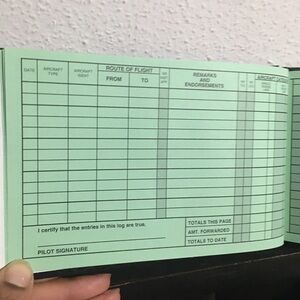 ROUTE OF FLIGHT
AIRCRAFT CATEG
DATE
AIRCRAFT TYPE
AIRCRAFT IDENT
FROM
TO
REMARKS
AND
ENDORSEMENTS
I certify that the entries in this log are true.
PILOT SIGNATURE
TOTALS THIS PAGE
AMT. FORWARDED
TOTALS TO DATE